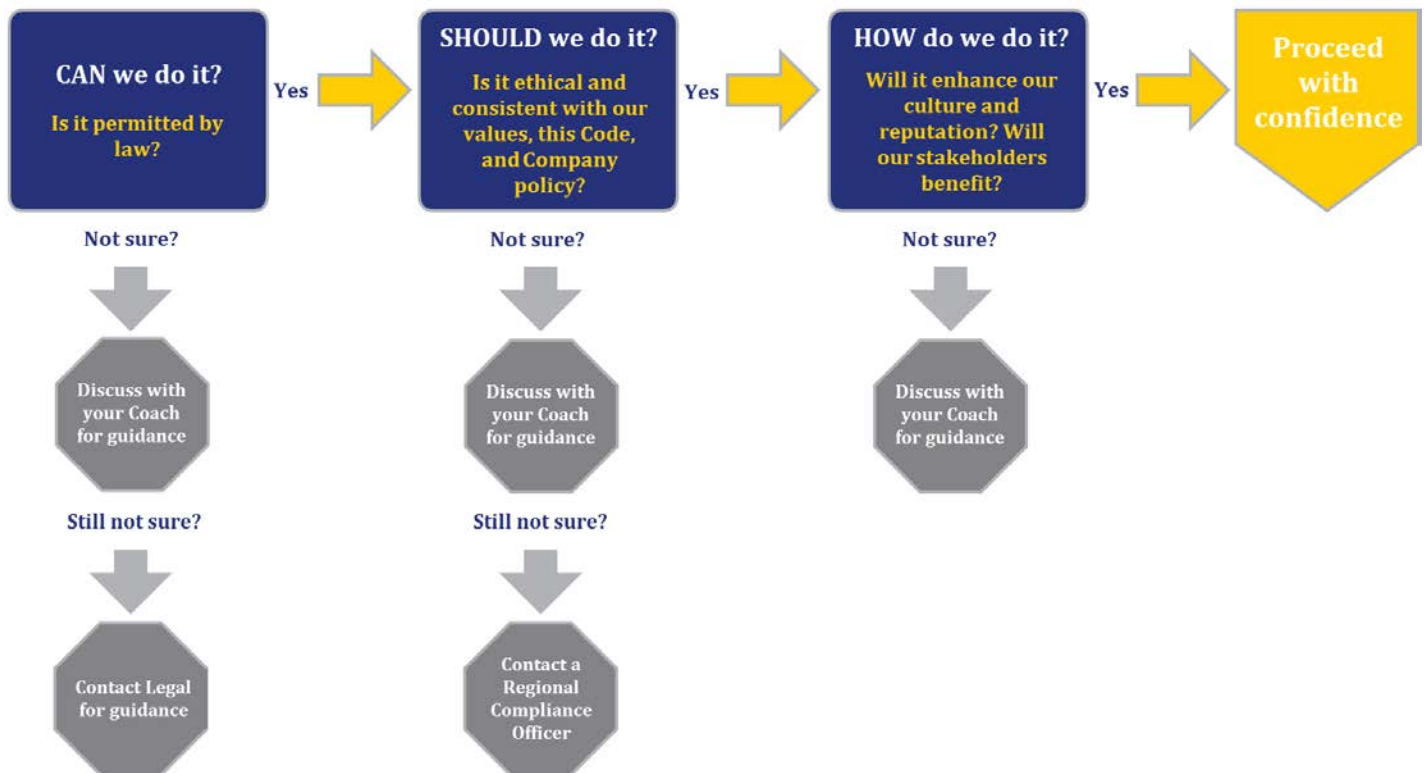 CAN we do it?
Is it permitted by
law?
Yes
SHOULD we do it?
Is it ethical and
consistent with our
values, this Code,
and Company
policy?
Yes
HOW do we do it?
Will it enhance our
culture and
reputation? Will
our stakeholders
benefit?
Yes
Proceed
with
confidence
Not sure?
Discuss with
your Coach
for guidance
Still not sure?
Contact Legal
for guidance
Not sure?
Discuss with
your Coach
for guidance
Still not sure?
Contact a
Regional
Compliance
Officer
Not sure?
Discuss with
your Coach
for guidance